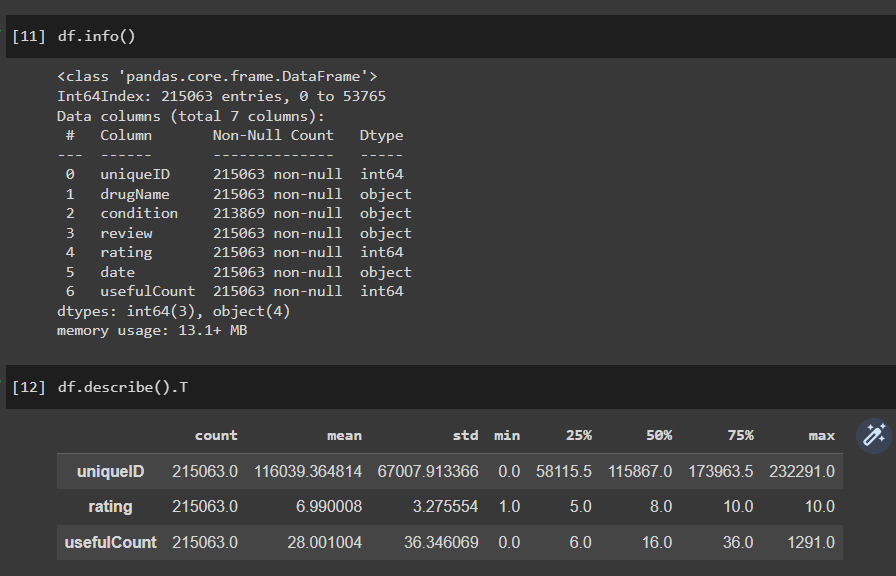 [11] df.info()
<class 'pandas.core.frame.DataFrame'>
Int64Index: 215063 entries, 0 to 53765
Data columns (total 7 columns):
 #   Column       Non-Null Count   Dtype
---  ------       --------------   -----
 0   uniqueID     215063 non-null  int64
 1   drugName     215063 non-null  object
 2   condition    213869 non-null  object
 3   review       215063 non-null  object
 4   rating       215063 non-null  int64
 5   date         215063 non-null  object
 6   usefulCount  215063 non-null  int64
dtypes: int64(3), object(4)
memory usage: 13.1+ MB
[12] df.describe().T
count mean std min 25% 50% 75% max
uniqueID 215063.0 116039.364814 67007.913366 0.0 58115.5 115867.0 173963.5 232291.0
rating 215063.0 6.990008 3.275554 1.0 5.0 8.0 10.0 10.0
usefulCount 215063.0 28.001004 36.346069 0.0 6.0 16.0 36.0 1291.0